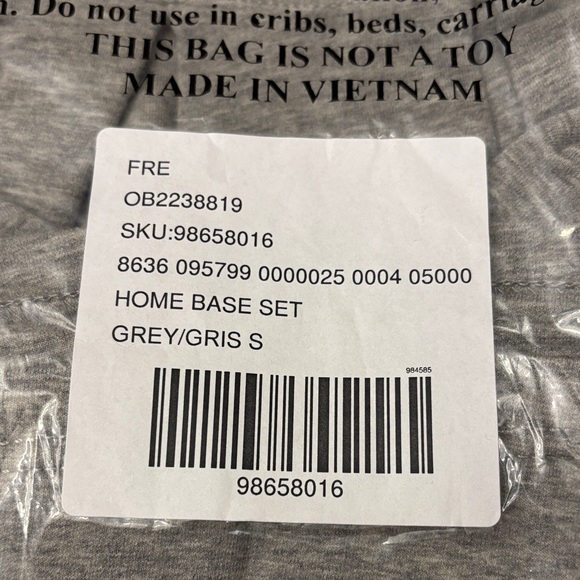 Do not use in cribs, beds,
THIS BAG IS NOT A TOY
MADE IN VIETNAM
FRE
OB2238819
SKU:98658016
8636 095799 0000025 0004 05000
HOME BASE SET
GREY/GRIS S
984585
98658016